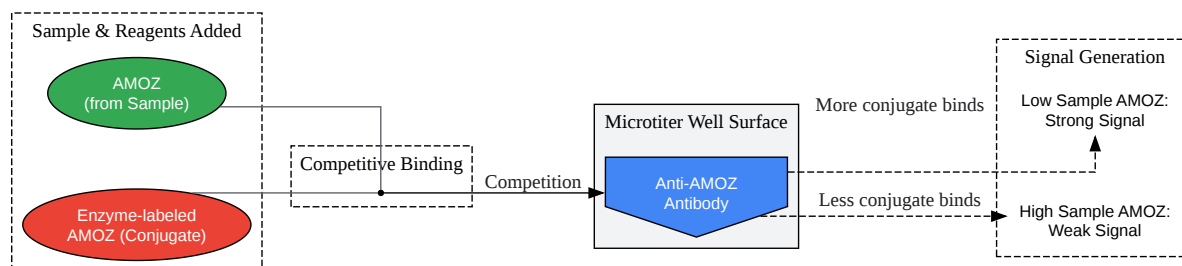 Sample & Reagents Added
AMOZ
(from Sample)
Enzyme-labeled
AMOZ (Conjugate)
Competitive Binding
Competition
Microtiter Well Surface
Anti-AMOZ
Antibody
More conjugate binds
Less conjugate binds
Signal Generation
Low Sample AMOZ:
Strong Signal
High Sample AMOZ:
Weak Signal